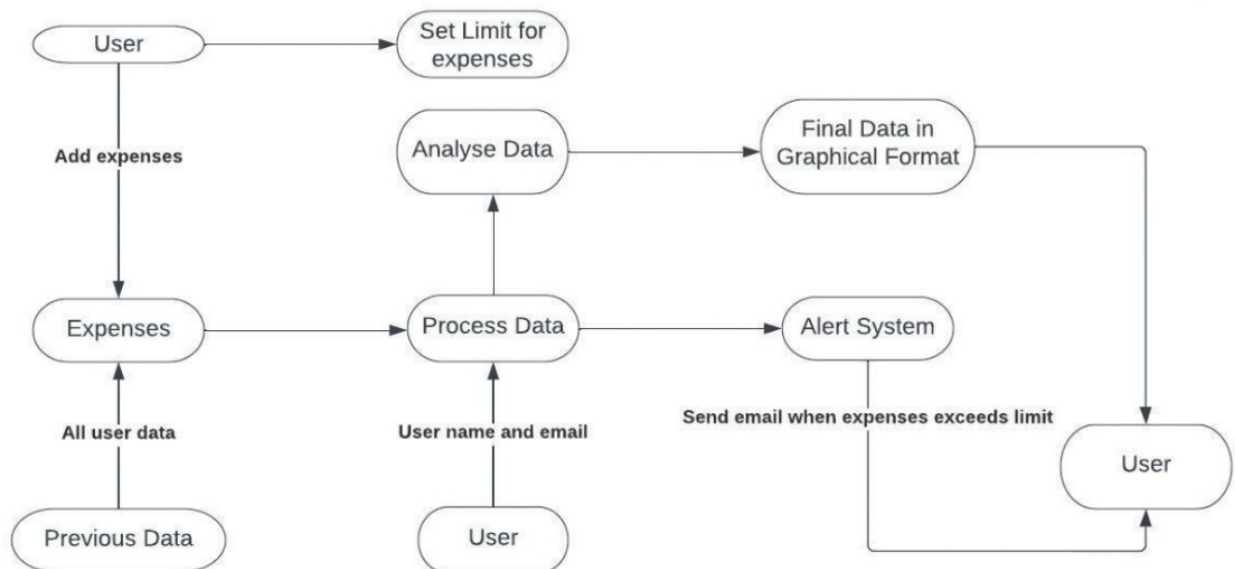 User
Set Limit for
expenses
Add expenses
Analyse Data
Final Data in
Graphical Format
Expenses
Process Data
Alert System
All user data
User name and email
Send email when expenses exceeds limit
User
Previous Data
User